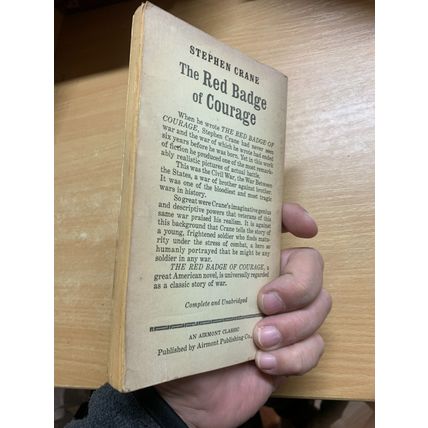 STEPHEN CRANE
The Red Badge
of Courage
When he wrote THE RED BADGE OF
COURAGE, Stephen Crane had never seen
war and the war of which he wrote had ended
six years before he was born. Yet in this work
of fiction he produced one of the most remark-
ably realistic pictures of actual battle.
This was the Civil War, the War Between
the States, a war of brother against brother.
It was one of the bloodiest and most tragic
wars in history.
So great were Crane's imaginative genius
and descriptive powers that veterans of this
same war praised his realism. It is against
this background that Crane tells the story of
a young, frightened soldier who finds matu-
rity under the stress of combat, a hero so
humanly portrayed that he might be any
soldier in any war.
THE RED BADGE OF COURAGE, a
great American novel, is universally regarded
as a classic story of war.
Complete and Unabridged
AN AIRMONT CLASSIC
Published by Airmont Publishing Co.,